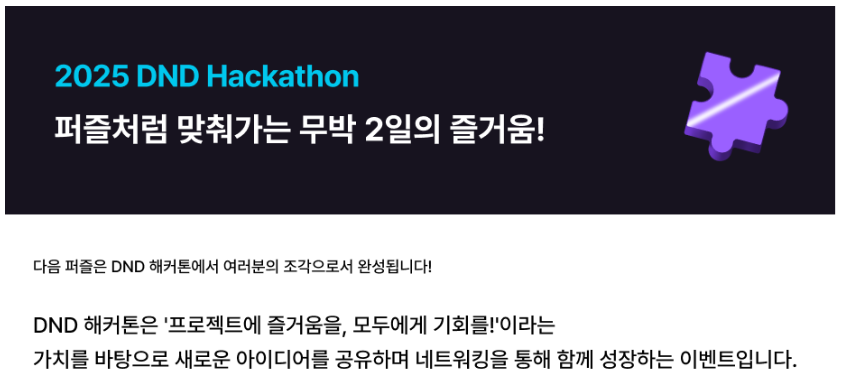 2025 DND Hackathon
퍼즐처럼 맞춰가는 무박 2일의 즐거움!
다음 퍼즐은 DND 해커톤에서 여러분의 조각으로서 완성됩니다!
DND 해커톤은 '프로젝트에 즐거움을, 모두에게 기회를!'이라는
가치를 바탕으로 새로운 아이디어를 공유하며 네트워킹을 통해 함께 성장하는 이벤트입니다.